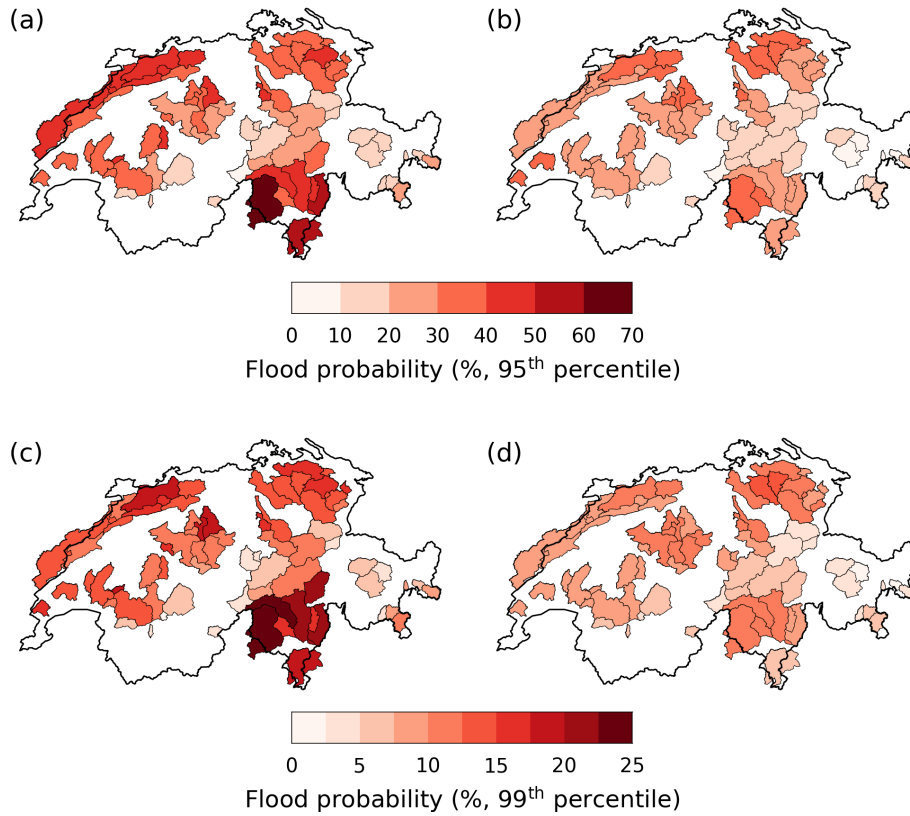 (a) (b)
0 10 20 30 40 50 60 70
Flood probability (%, 95th percentile)
(c) (d)
0 5 10 15 20 25
Flood probability (%, 99th percentile)